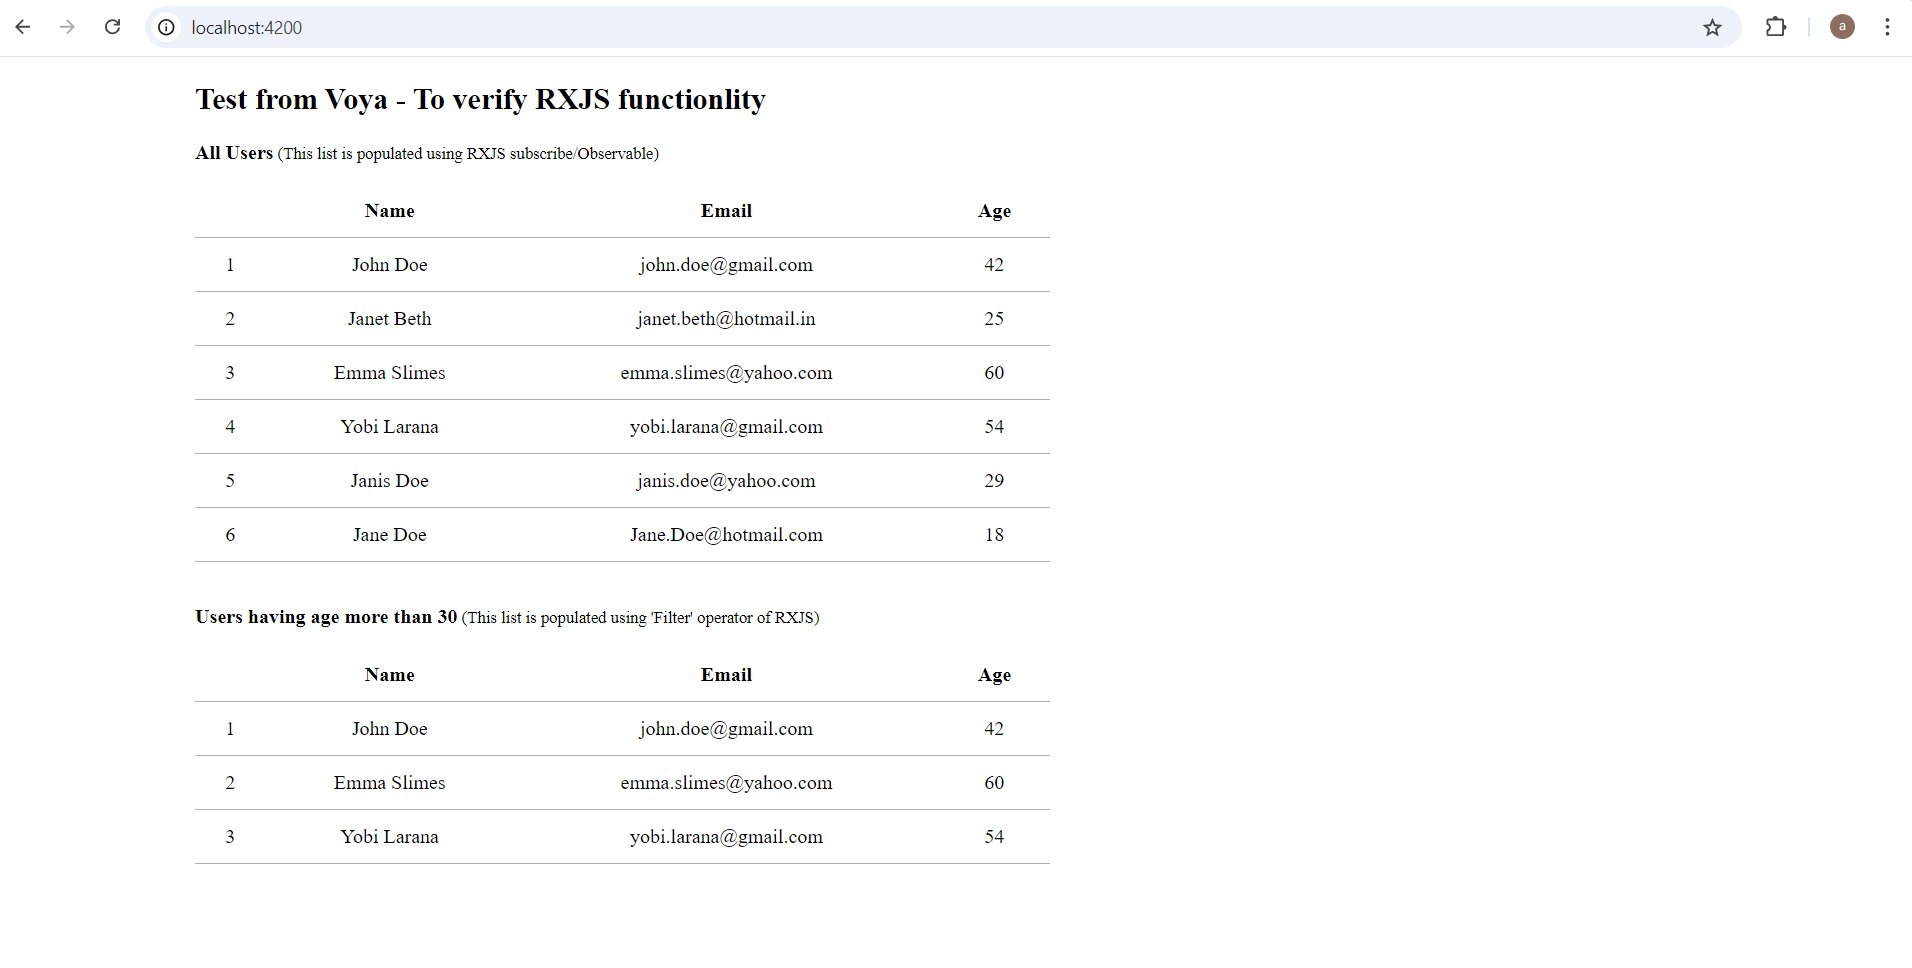 localhost:4200
a
Test from Voya - To verify RXJS functionlity
All Users (This list is populated using RXJS subscribe/Observable)
Name Email Age
1 John Doe john.doe@gmail.com 42
2 Janet Beth janet.beth@hotmail.in 25
3 Emma Slimes emma.slimes@yahoo.com 60
4 Yobi Larana yobi.larana@gmail.com 54
5 Janis Doe janis.doe@yahoo.com 29
6 Jane Doe Jane.Doe@hotmail.com 18
Users having age more than 30 (This list is populated using 'Filter' operator of RXJS)
Name Email Age
1 John Doe john.doe@gmail.com 42
2 Emma Slimes emma.slimes@yahoo.com 60
3 Yobi Larana yobi.larana@gmail.com 54